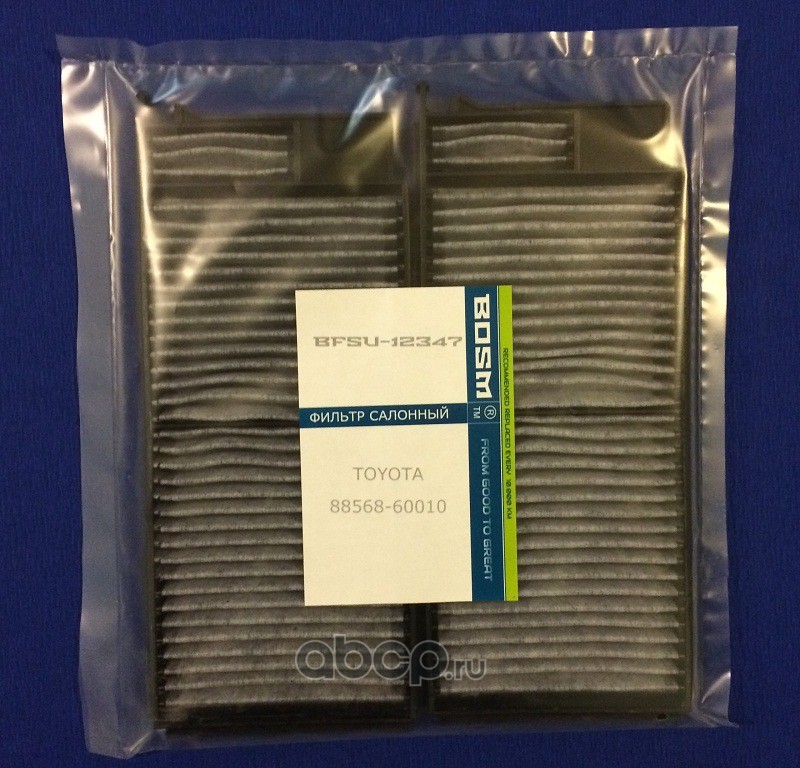 BFSU-12347
ФИЛЬТР САЛОННЫЙ
TOYOTA
88568-60010
BOSM ®
TM
FROM GOOD TO GREAT
RECOMMENDED REPLACED EVERY 10.000 KM
abcp.ru